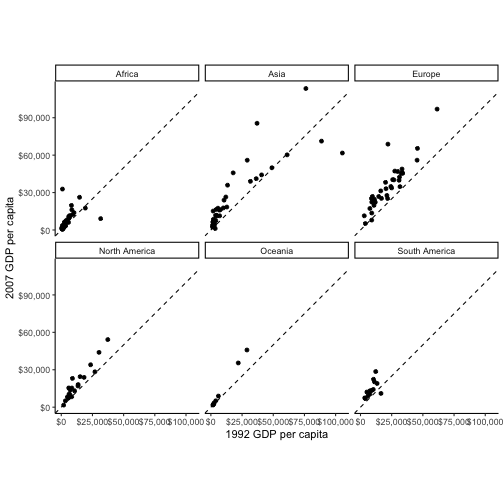 Africa
Asia
Europe
$90,000
$60,000
$30,000
$0
North America
Oceania
South America
$90,000
$60,000
$30,000
$0
$0 $25,000 $50,000 $75,000 $100,000 $0 $25,000 $50,000 $75,000 $100,000 $0 $25,000 $50,000 $75,000 $100,000
1992 GDP per capita
2007 GDP per capita